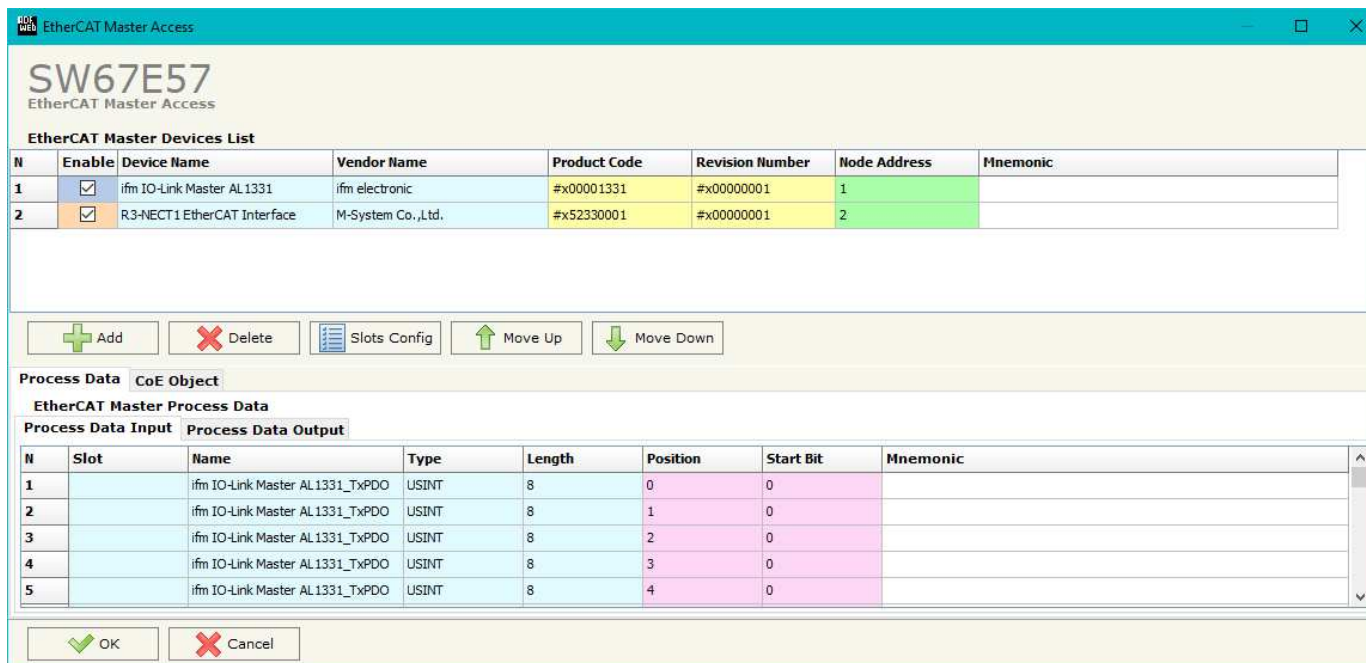 ADF WEB EtherCAT Master Access
SW67E57
EtherCAT Master Access
EtherCAT Master Devices List
N Enable Device Name Vendor Name Product Code Revision Number Node Address Mnemonic
1 ifm IO-Link Master AL1331 ifm electronic #x00001331 #x00000001 1
2 R3-NECT1 EtherCAT Interface M-System Co.,Ltd. #x52330001 #x00000001 2
Add Delete Slots Config Move Up Move Down
Process Data CoE Object
EtherCAT Master Process Data
Process Data Input Process Data Output
N Slot Name Type Length Position Start Bit Mnemonic
1 ifm IO-Link Master AL1331_TxPDO USINT 8 0 0
2 ifm IO-Link Master AL1331_TxPDO USINT 8 1 0
3 ifm IO-Link Master AL1331_TxPDO USINT 8 2 0
4 ifm IO-Link Master AL1331_TxPDO USINT 8 3 0
5 ifm IO-Link Master AL1331_TxPDO USINT 8 4 0
OK Cancel